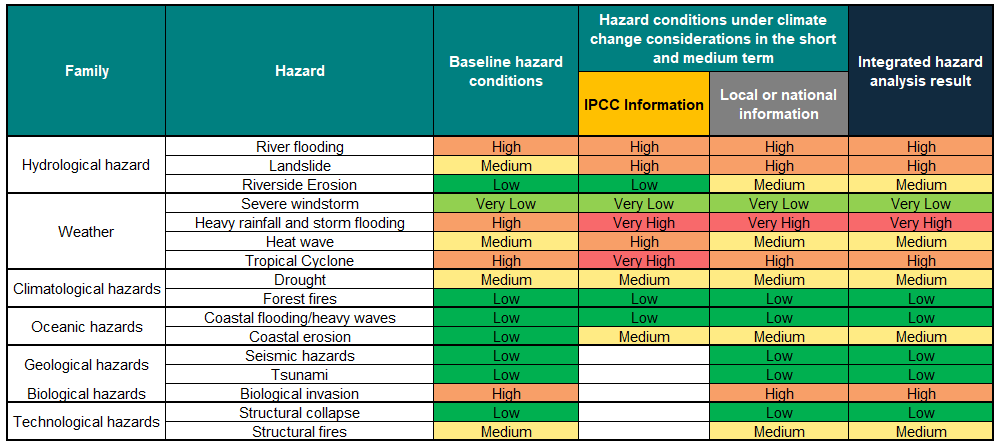 Family Hazard Baseline hazard conditions Hazard conditions under climate change considerations in the short and medium term Integrated hazard analysis result
IPCC Information Local or national information
Hydrological hazard
River flooding High High High High
Landslide Medium High High High
Riverside Erosion Low Low Medium Medium
Weather
Severe windstorm Very Low Very Low Very Low Very Low
Heavy rainfall and storm flooding High Very High Very High Very High
Heat wave Medium High Medium Medium
Tropical Cyclone High Very High High High
Climatological hazards
Drought Medium Medium Medium Medium
Forest fires Low Low Low Low
Oceanic hazards
Coastal flooding/heavy waves Low Low Low Low
Coastal erosion Low Medium Medium Medium
Geological hazards
Seismic hazards Low Low Low
Tsunami Low Low Low
Biological hazards Biological invasion High High High
Technological hazards
Structural collapse Low Low Low
Structural fires Medium Medium Medium